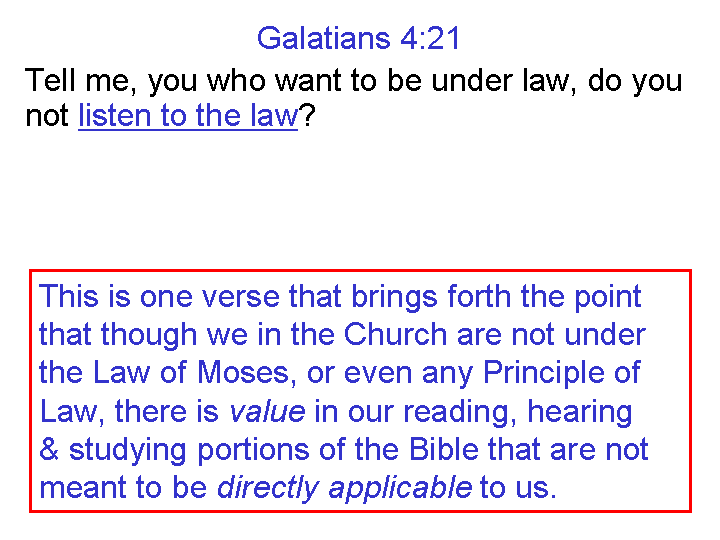 Galatians 4:21
Tell me, you who want to be under law, do you
not listen to the law?
This is one verse that brings forth the point
that though we in the Church are not under
the Law of Moses, or even any Principle of
Law, there is value in our reading, hearing
& studying portions of the Bible that are not
meant to be directly applicable to us.